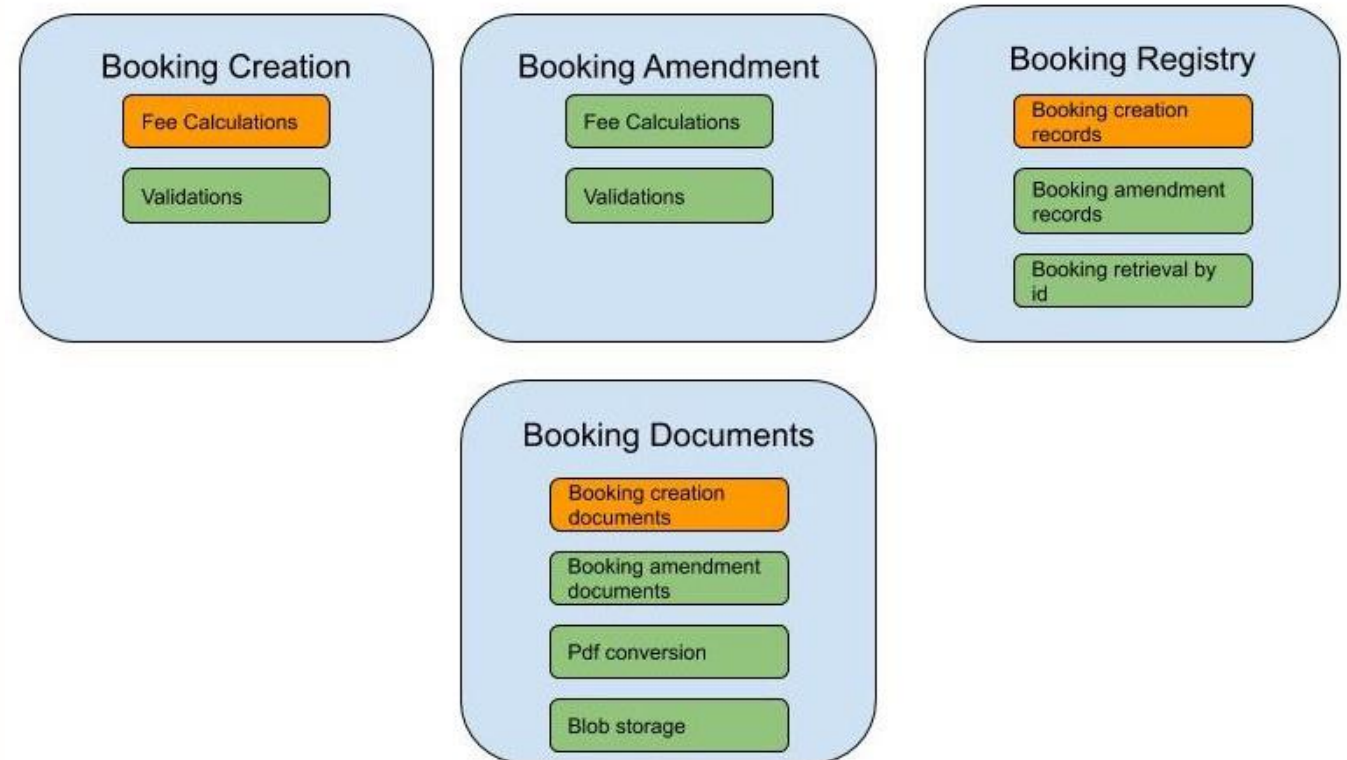 Booking Creation
Fee Calculations
Validations
Booking Amendment
Fee Calculations
Validations
Booking Registry
Booking creation
records
Booking amendment
records
Booking retrieval by
id
Booking Documents
Booking creation
documents
Booking amendment
documents
Pdf conversion
Blob storage